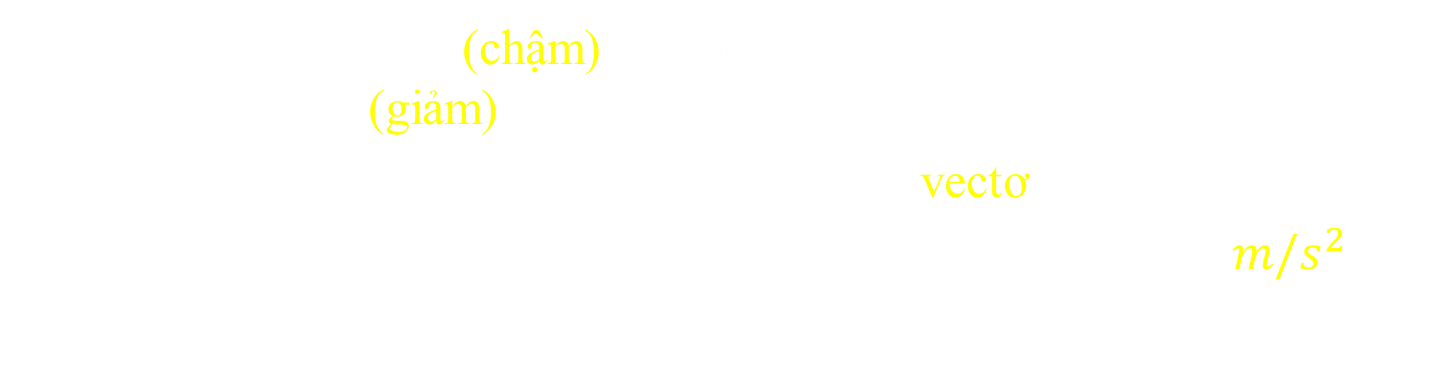 (chậm)
(giảm)
vectơ
m/s²